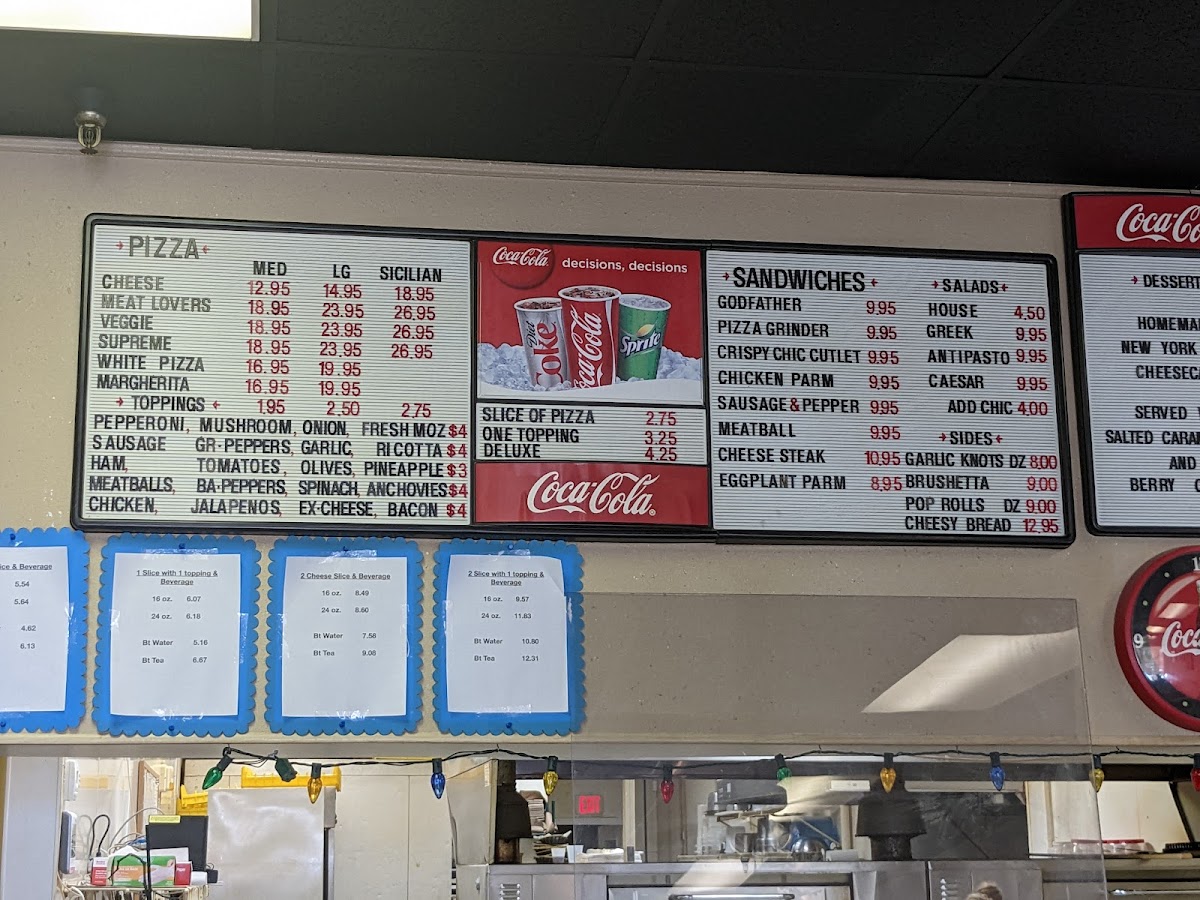 PIZZA
MED LG SICILIAN
CHEESE 12.95 14.95 18.95
MEAT LOVERS 18.95 23.95 26.95
VEGGIE 18.95 23.95 26.95
SUPREME 18.95 23.95 26.95
WHITE PIZZA 16.95 19.95
MARGHERITA 16.95 19.95
TOPPINGS 1.95 2.50 2.75
PEPPERONI, MUSHROOM, ONION, FRESH MOZ $4
SAUSAGE GR-PEPPERS, GARLIC, RICOTTA $4
HAM, TOMATOES, OLIVES, PINEAPPLE $3
MEATBALLS, BA-PEPPERS, SPINACH, ANCHOVIES $4
CHICKEN, JALAPENOS, EX-CHEESE, BACON $4
Coca-Cola
decisions, decisions
Diet Coke
Coca-Cola
Sprite
SLICE OF PIZZA 2.75
ONE TOPPING 3.25
DELUXE 4.25
Coca-Cola
SANDWICHES
GODFATHER 9.95
PIZZA GRINDER 9.95
CRISPY CHIC CUTLET 9.95
CHICKEN PARM 9.95
SAUSAGE & PEPPER 9.95
MEATBALL 9.95
CHEESE STEAK 10.95
EGGPLANT PARM 8.95
SALADS
HOUSE 4.50
GREEK 9.95
ANTIPASTO 9.95
CAESAR 9.95
ADD CHIC 4.00
SIDES
GARLIC KNOTS DZ 8.00
BRUSHETTA 9.00
POP ROLLS DZ 9.00
CHEESY BREAD 12.95
Coca-Co
DESSERT
HOMEMA
NEW YORK
CHEESECA
SERVED
SALTED CARA
AND
BERRY
ice & Beverage
5.54
5.64
4.62
6.13
1 Slice with 1 topping &
Beverage
16 oz. 6.07
24 oz. 6.18
Bt Water 5.16
Bt Tea 6.67
2 Cheese Slice & Beverage
16 oz. 8.49
24 oz. 8.60
Bt Water 7.58
Bt Tea 9.08
2 Slice with 1 topping &
Beverage
16 oz. 9.57
24 oz. 11.63
Bt Water 10.80
Bt Tea 12.31
9
Coca